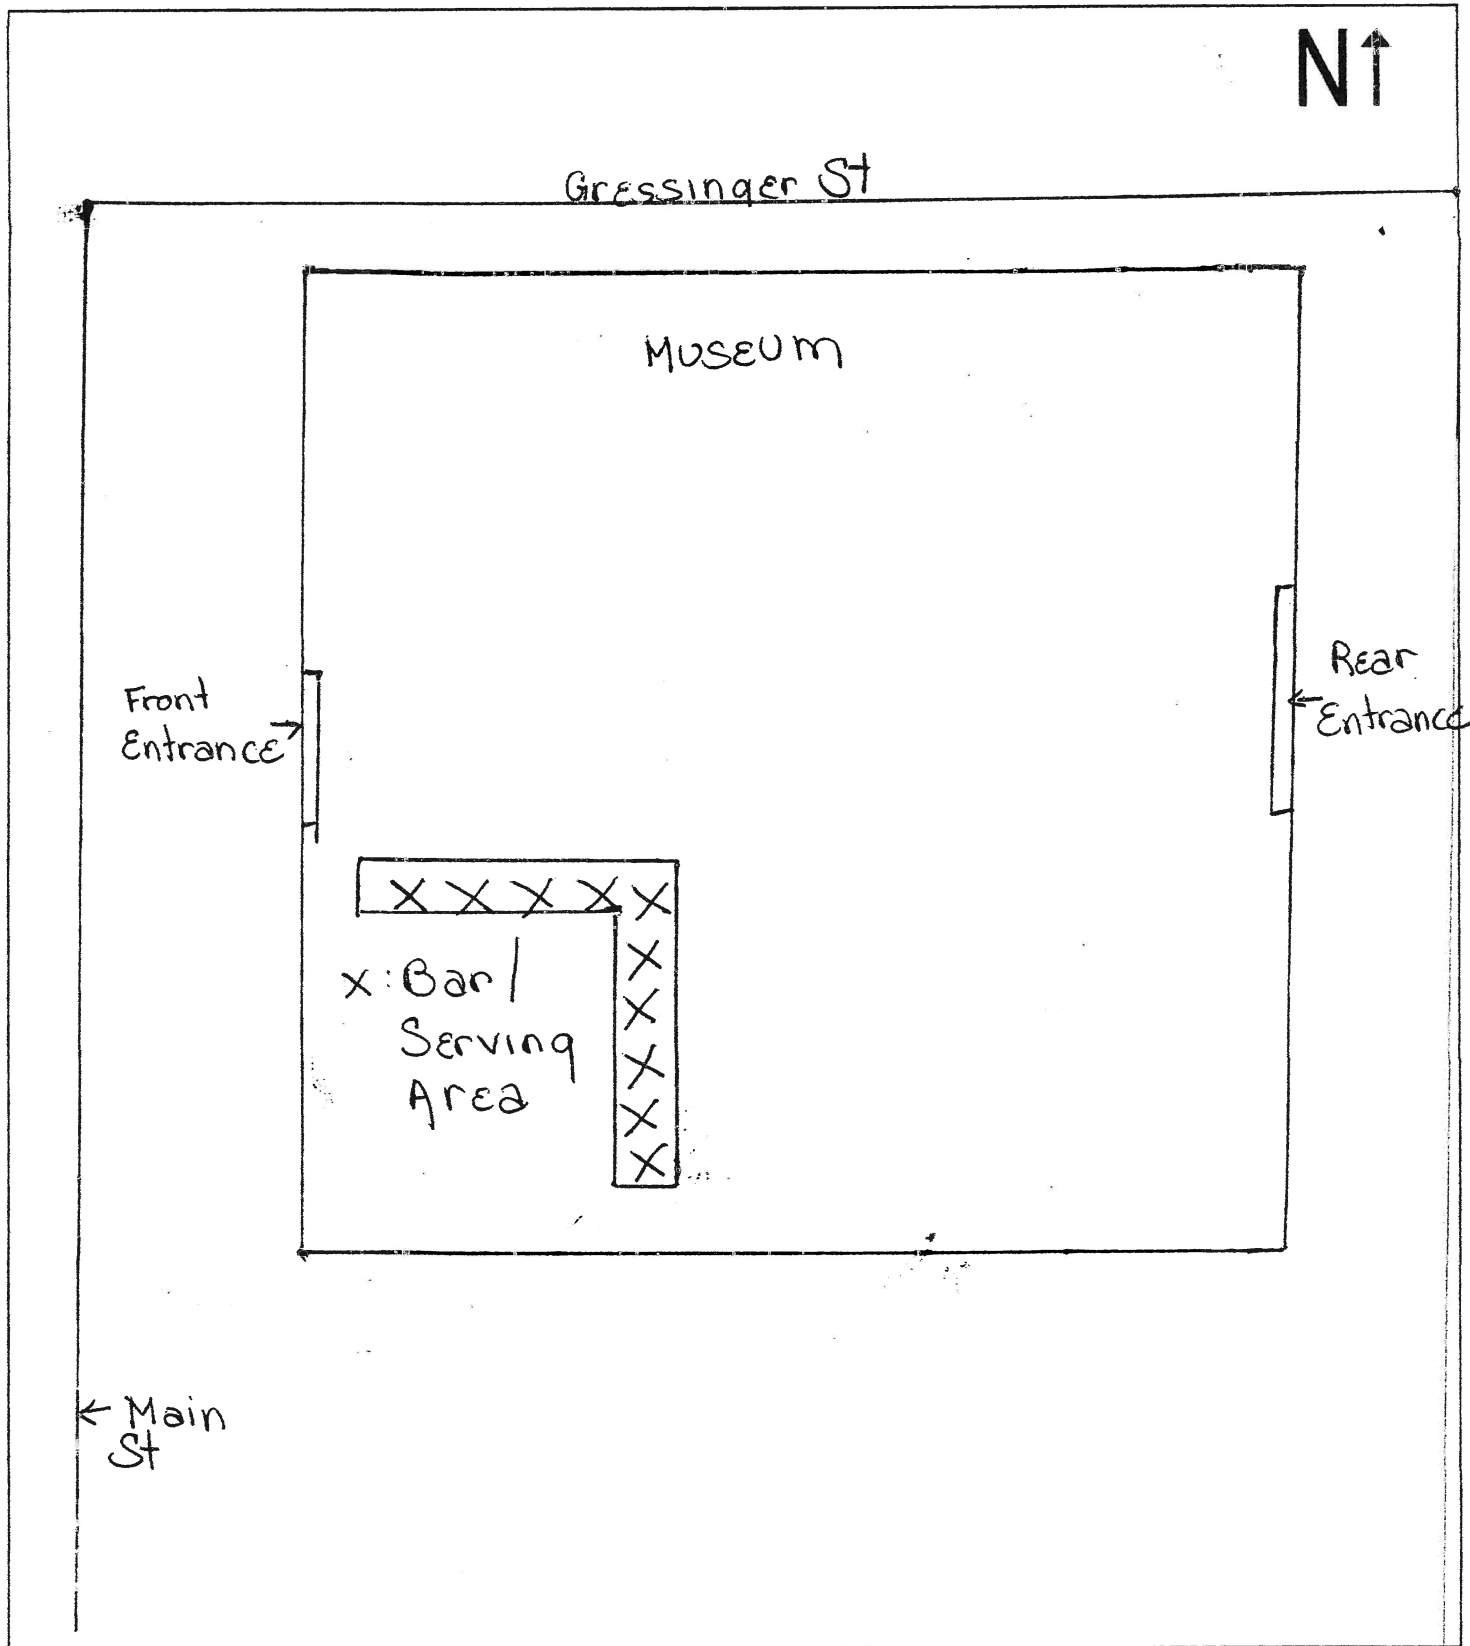 N↑
Gressinger St
Museum
Front
Entrance →
Rear
← Entrance
X X X X X
X
X
X
X
X
x: Bar/
Serving
Area
← Main
St